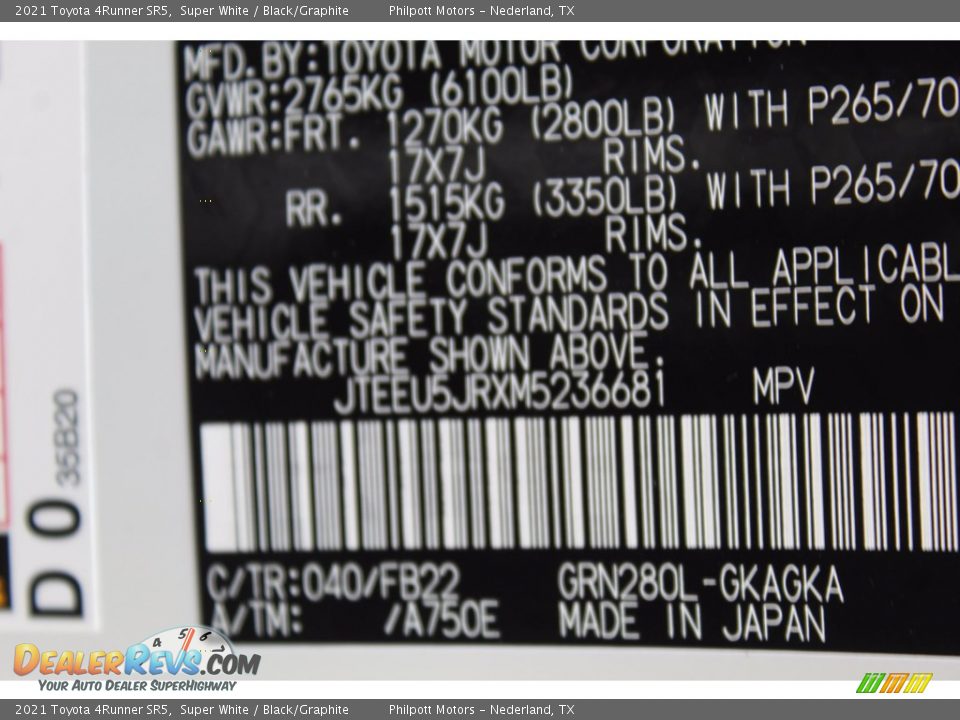 2021 Toyota 4Runner SR5, Super White / Black/Graphite Philpott Motors - Nederland, TX
MFD.BY:TOYOTA MOTOR CORPORATION
GVWR:2765KG (6100LB)
GAWR:FRT. 1270KG (2800LB) WITH P265/70
17X7J RIMS.
RR. 1515KG (3350LB) WITH P265/70
17X7J RIMS.
THIS VEHICLE CONFORMS TO ALL APPLICABL
VEHICLE SAFETY STANDARDS IN EFFECT ON
MANUFACTURE SHOWN ABOVE.
JTEEU5JRXM5236681 MPV
C/TR:040/FB22 GRN280L-GKAGKA
A/TM: /A750E MADE IN JAPAN
D 0 35B20
4 5 6
DealerRevs.com
Your Auto Dealer SuperHighway
2021 Toyota 4Runner SR5, Super White / Black/Graphite Philpott Motors - Nederland, TX